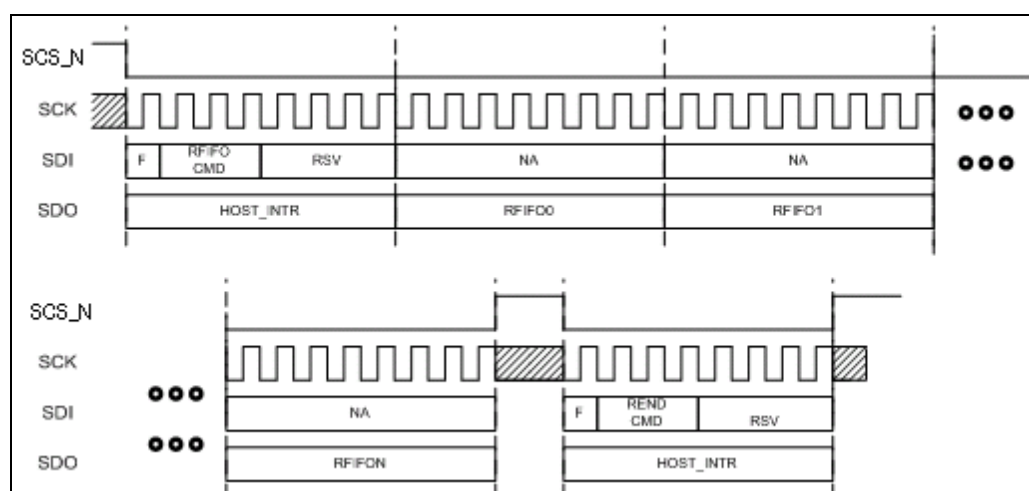 SCS_N
SCK
SDI F RFIFO CMD RSV NA NA
SDO HOST_INTR RFIFO0 RFIFO1
SCS_N
SCK
SDI NA F REND CMD RSV
SDO RFIFON HOST_INTR